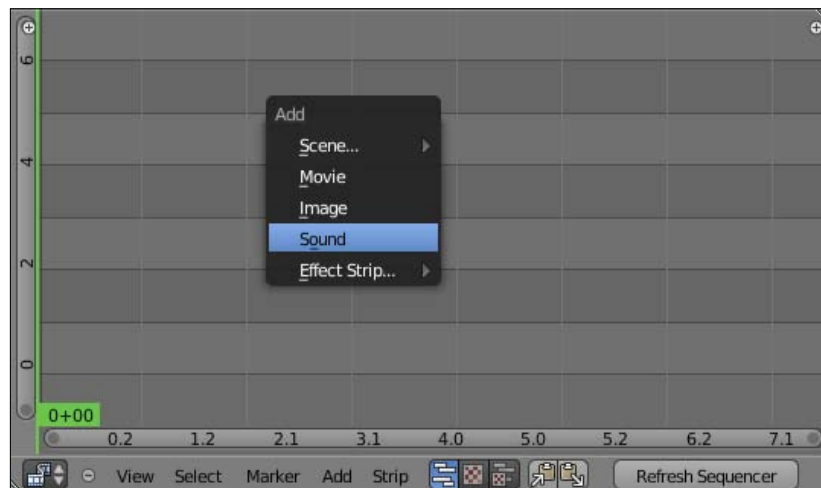 6
4
2
0
Add
Scene...
Movie
Image
Sound
Effect Strip...
0+00
0.2 1.2 2.1 3.1 4.0 5.0 5.2 6.2 7.1
View Select Marker Add Strip Refresh Sequencer